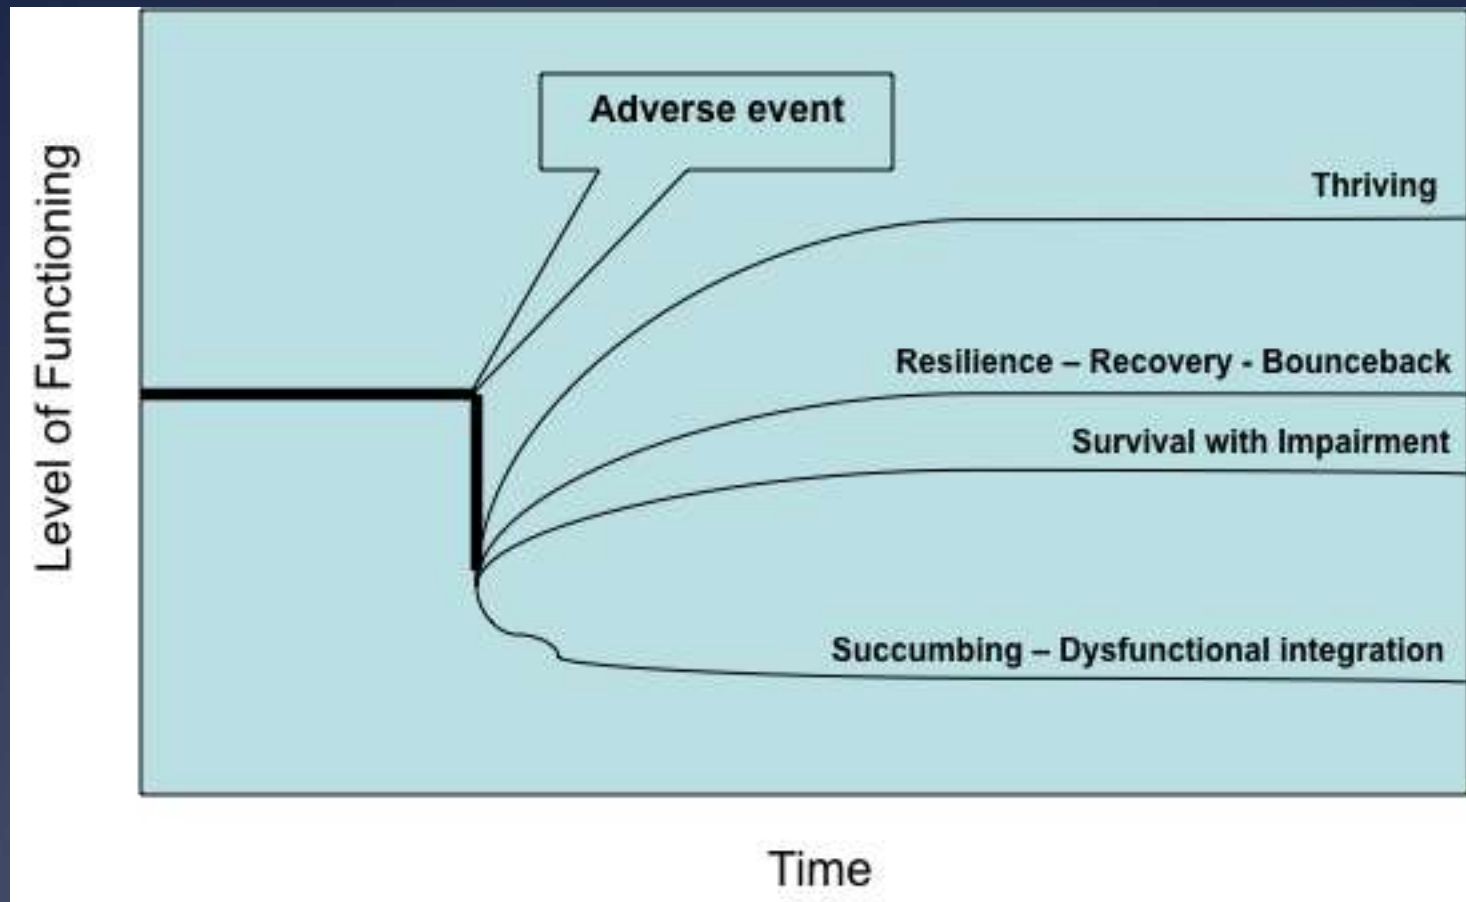 Adverse event
Thriving
Resilience – Recovery - Bounceback
Survival with Impairment
Succumbing – Dysfunctional integration
Level of Functioning
Time